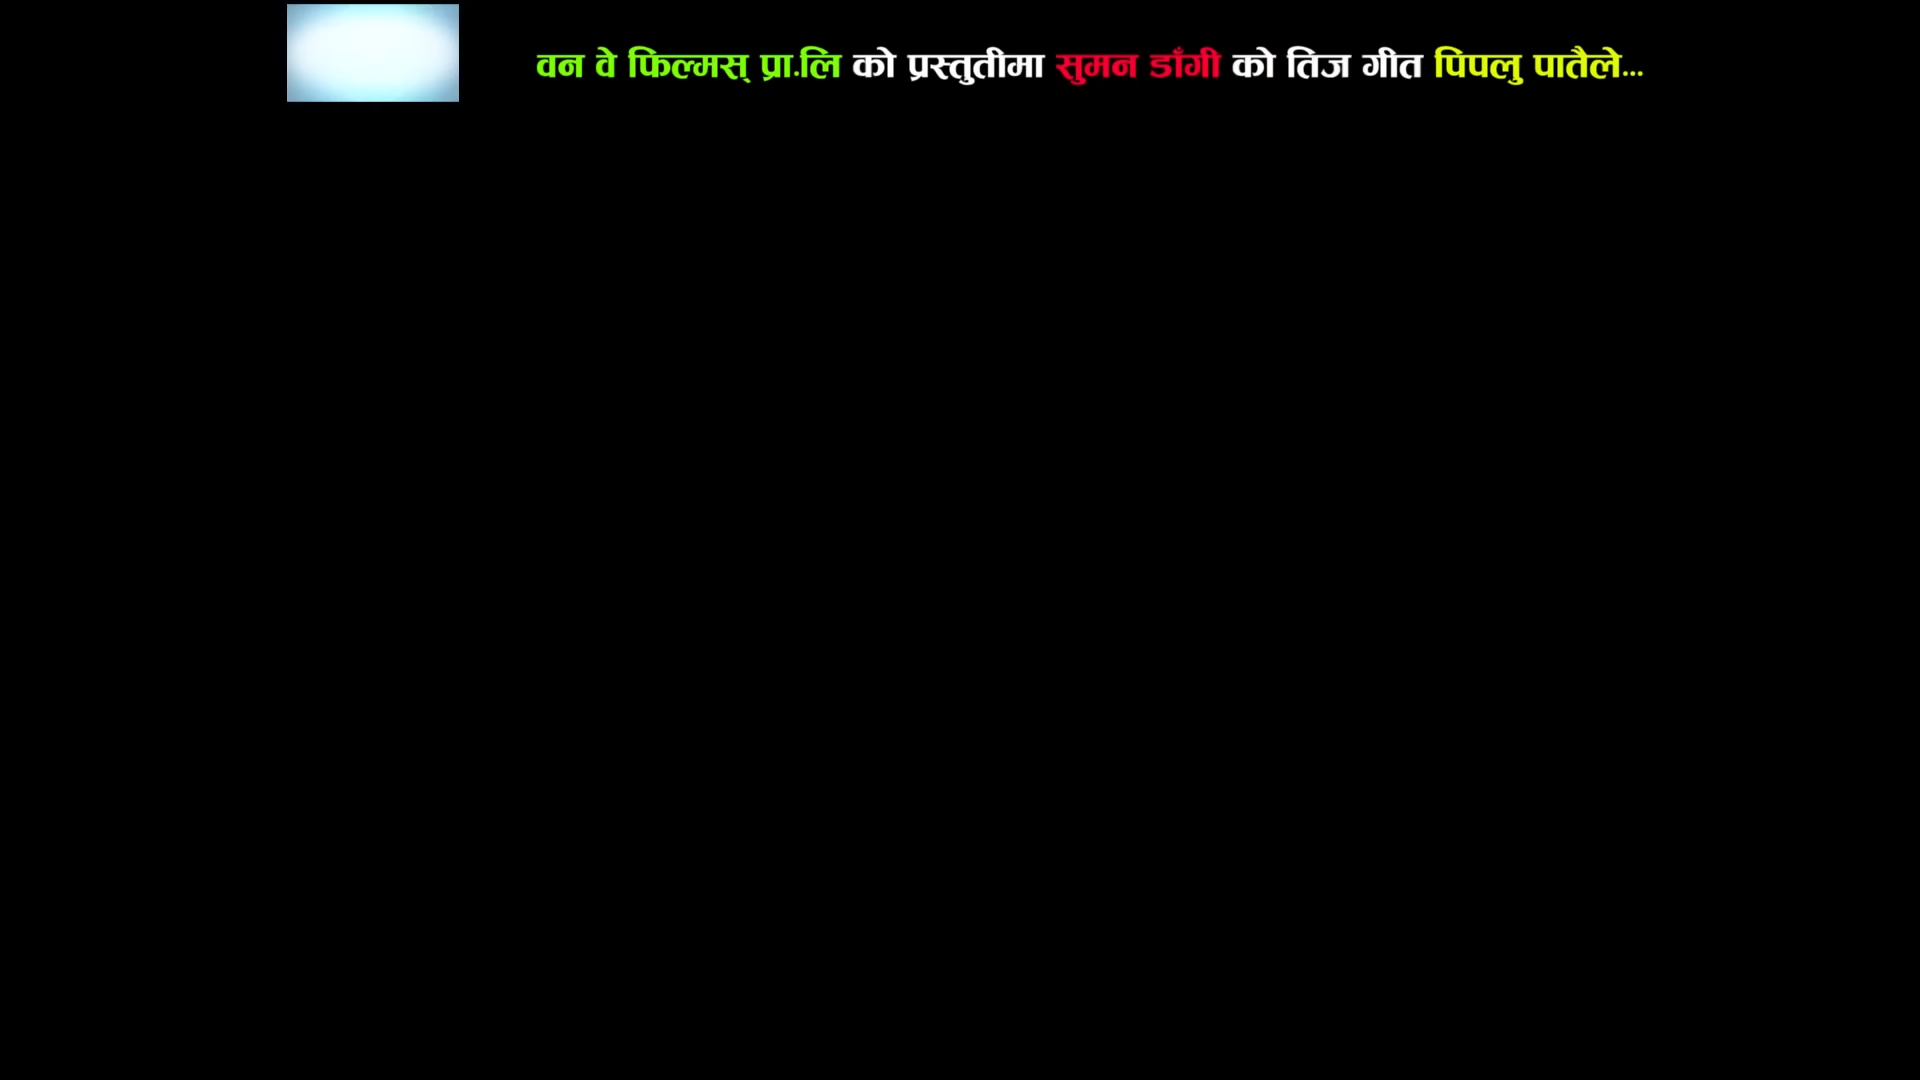 वन वे फिल्मस् प्रा.लि को प्रस्तुतीमा सुमन डाँगी को तिज गीत पिपलु पातैले...